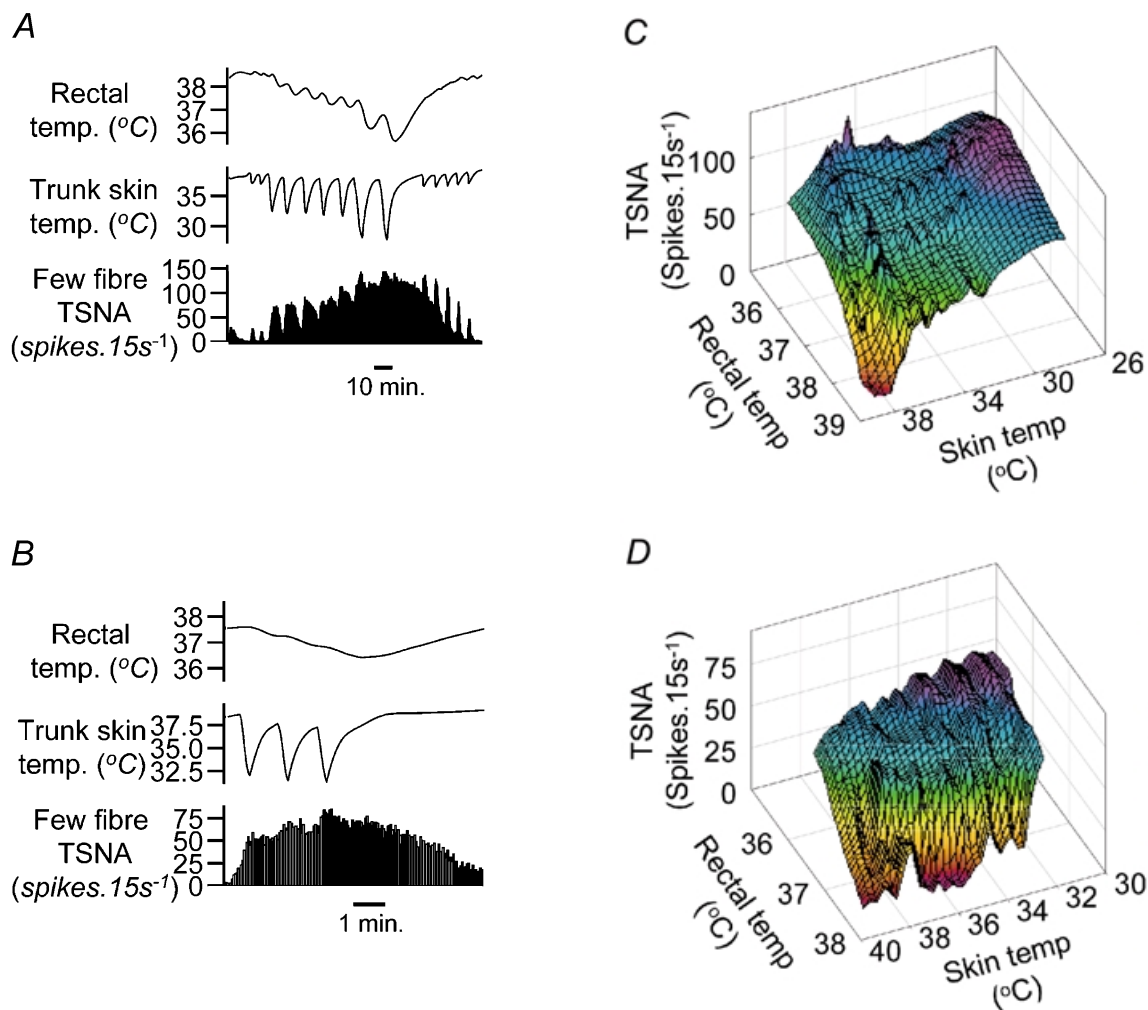 A
Rectal
temp. (°C)
38
37
36
Trunk skin
temp. (°C)
35
30
Few fibre
TSNA
(spikes.15s⁻¹)
150
100
50
0
10 min.
B
Rectal
temp. (°C)
38
37
36
Trunk skin
temp. (°C)
37.5
35.0
32.5
Few fibre
TSNA
(spikes.15s⁻¹)
75
50
25
0
1 min.
C
TSNA
(Spikes.15s⁻¹)
100
50
0
36
37
38
39
Rectal temp
(°C)
38
34
30
26
Skin temp
(°C)
D
TSNA
(Spikes.15s⁻¹)
75
50
25
0
36
37
38
Rectal temp
(°C)
40
38
36
34
32
30
Skin temp
(°C)